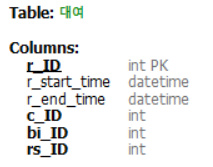 Table: 대여
Columns:
r_ID int PK
r_start_time datetime
r_end_time datetime
c_ID int
bi_ID int
rs_ID int